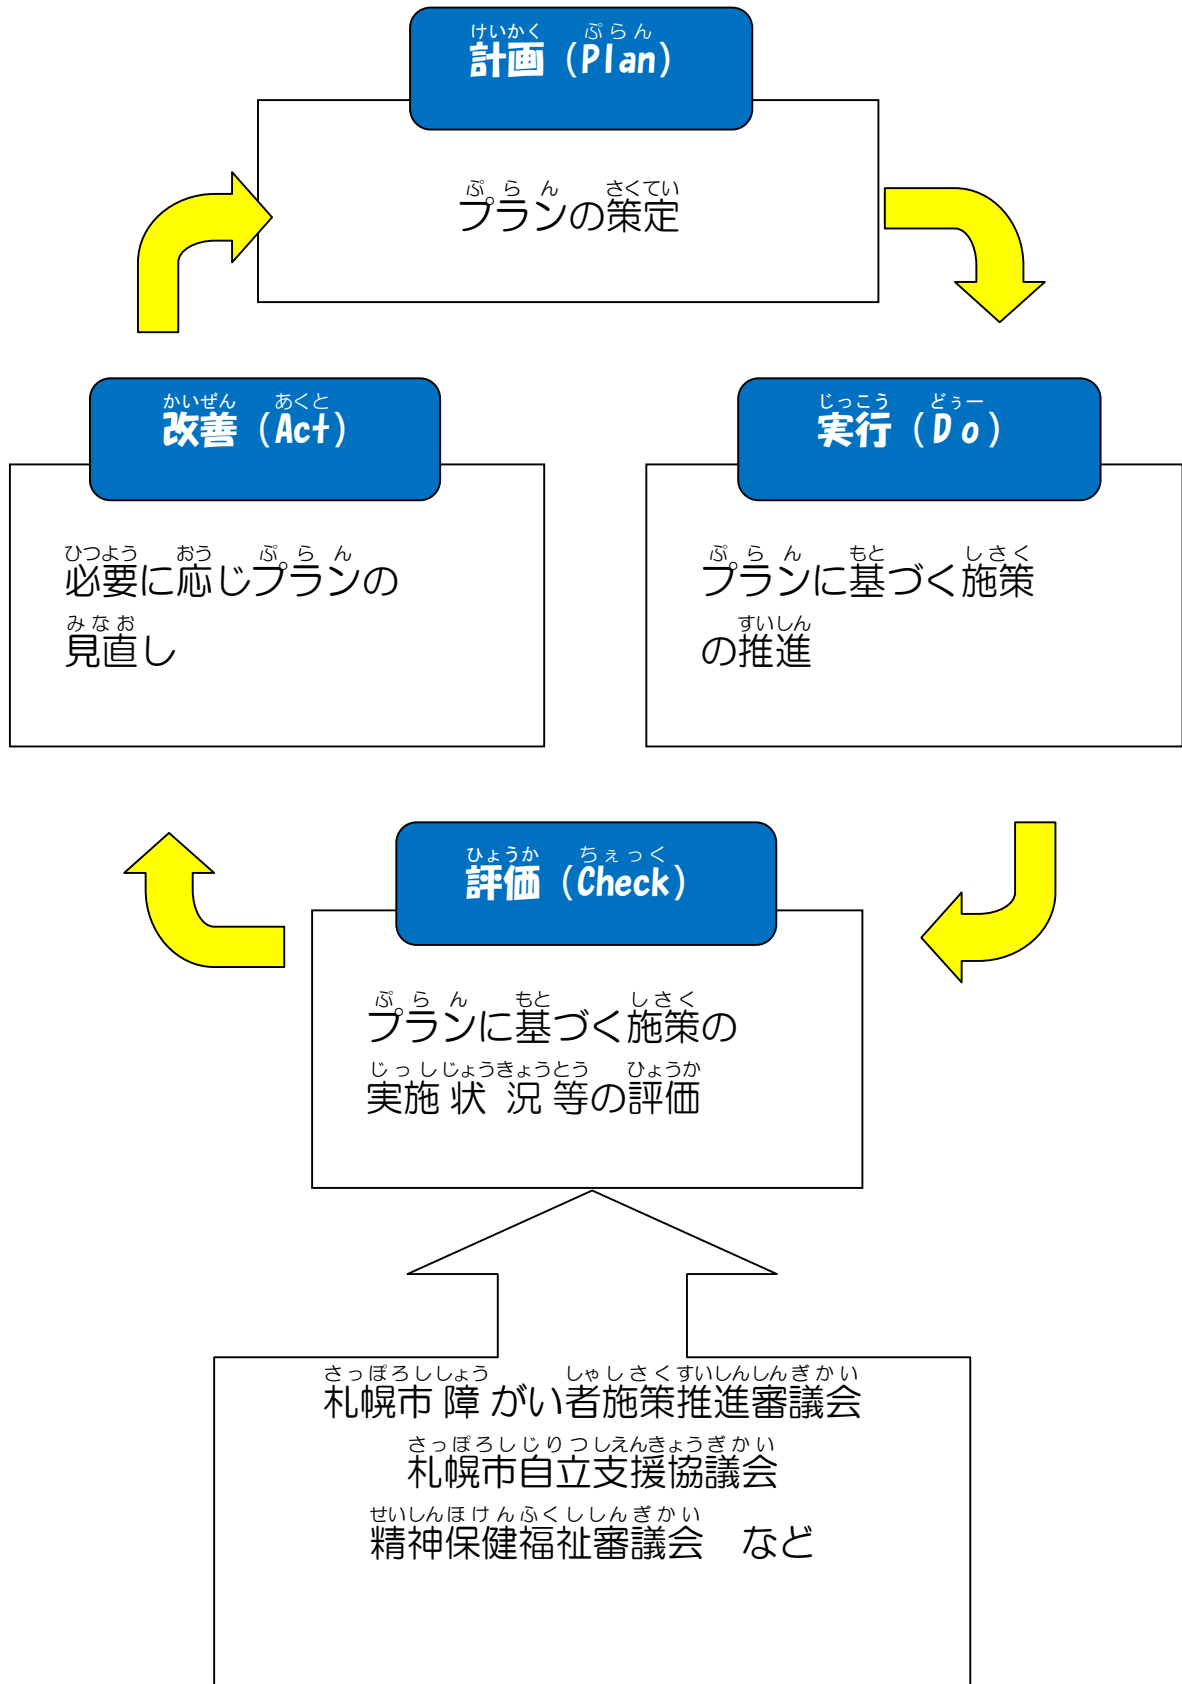 けいかく ぷらん
計画（Plan）
ぷらん さくてい
プランの策定
かいぜん あくと
改善（Act）
ひつよう おう ぷらん
必要に応じプランの
みなお
見直し
じっこう どぅー
実行（Do）
ぷらん もと しさく
プランに基づく施策
すいしん
の推進
ひょうか ちぇっく
評価（Check）
ぷらん もと しさく
プランに基づく施策の
じっしじょうきょうとう ひょうか
実施状況等の評価
さっぽろししょう しゃしさくすいしんしんぎかい
札幌市障がい者施策推進審議会
さっぽろしじりつしえんきょうぎかい
札幌市自立支援協議会
せいしんほけんふくししんぎかい
精神保健福祉審議会　など